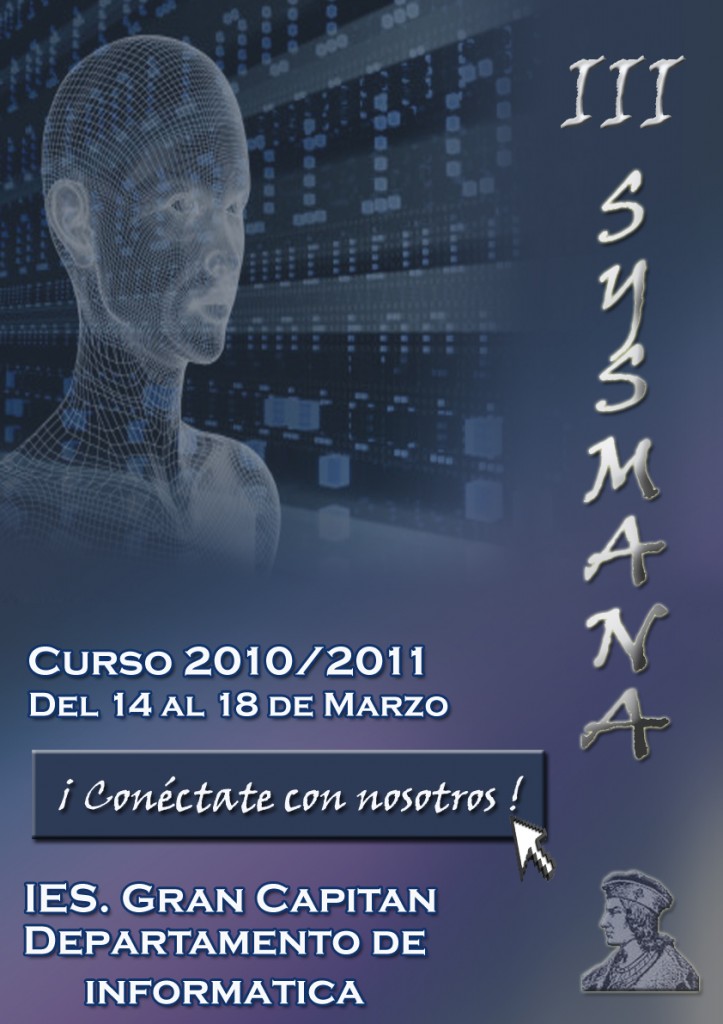 III SYSMANA
CURSO 2010/2011
DEL 14 AL 18 DE MARZO
¡ Conéctate con nosotros !
IES. GRAN CAPITAN
DEPARTAMENTO DE
INFORMATICA